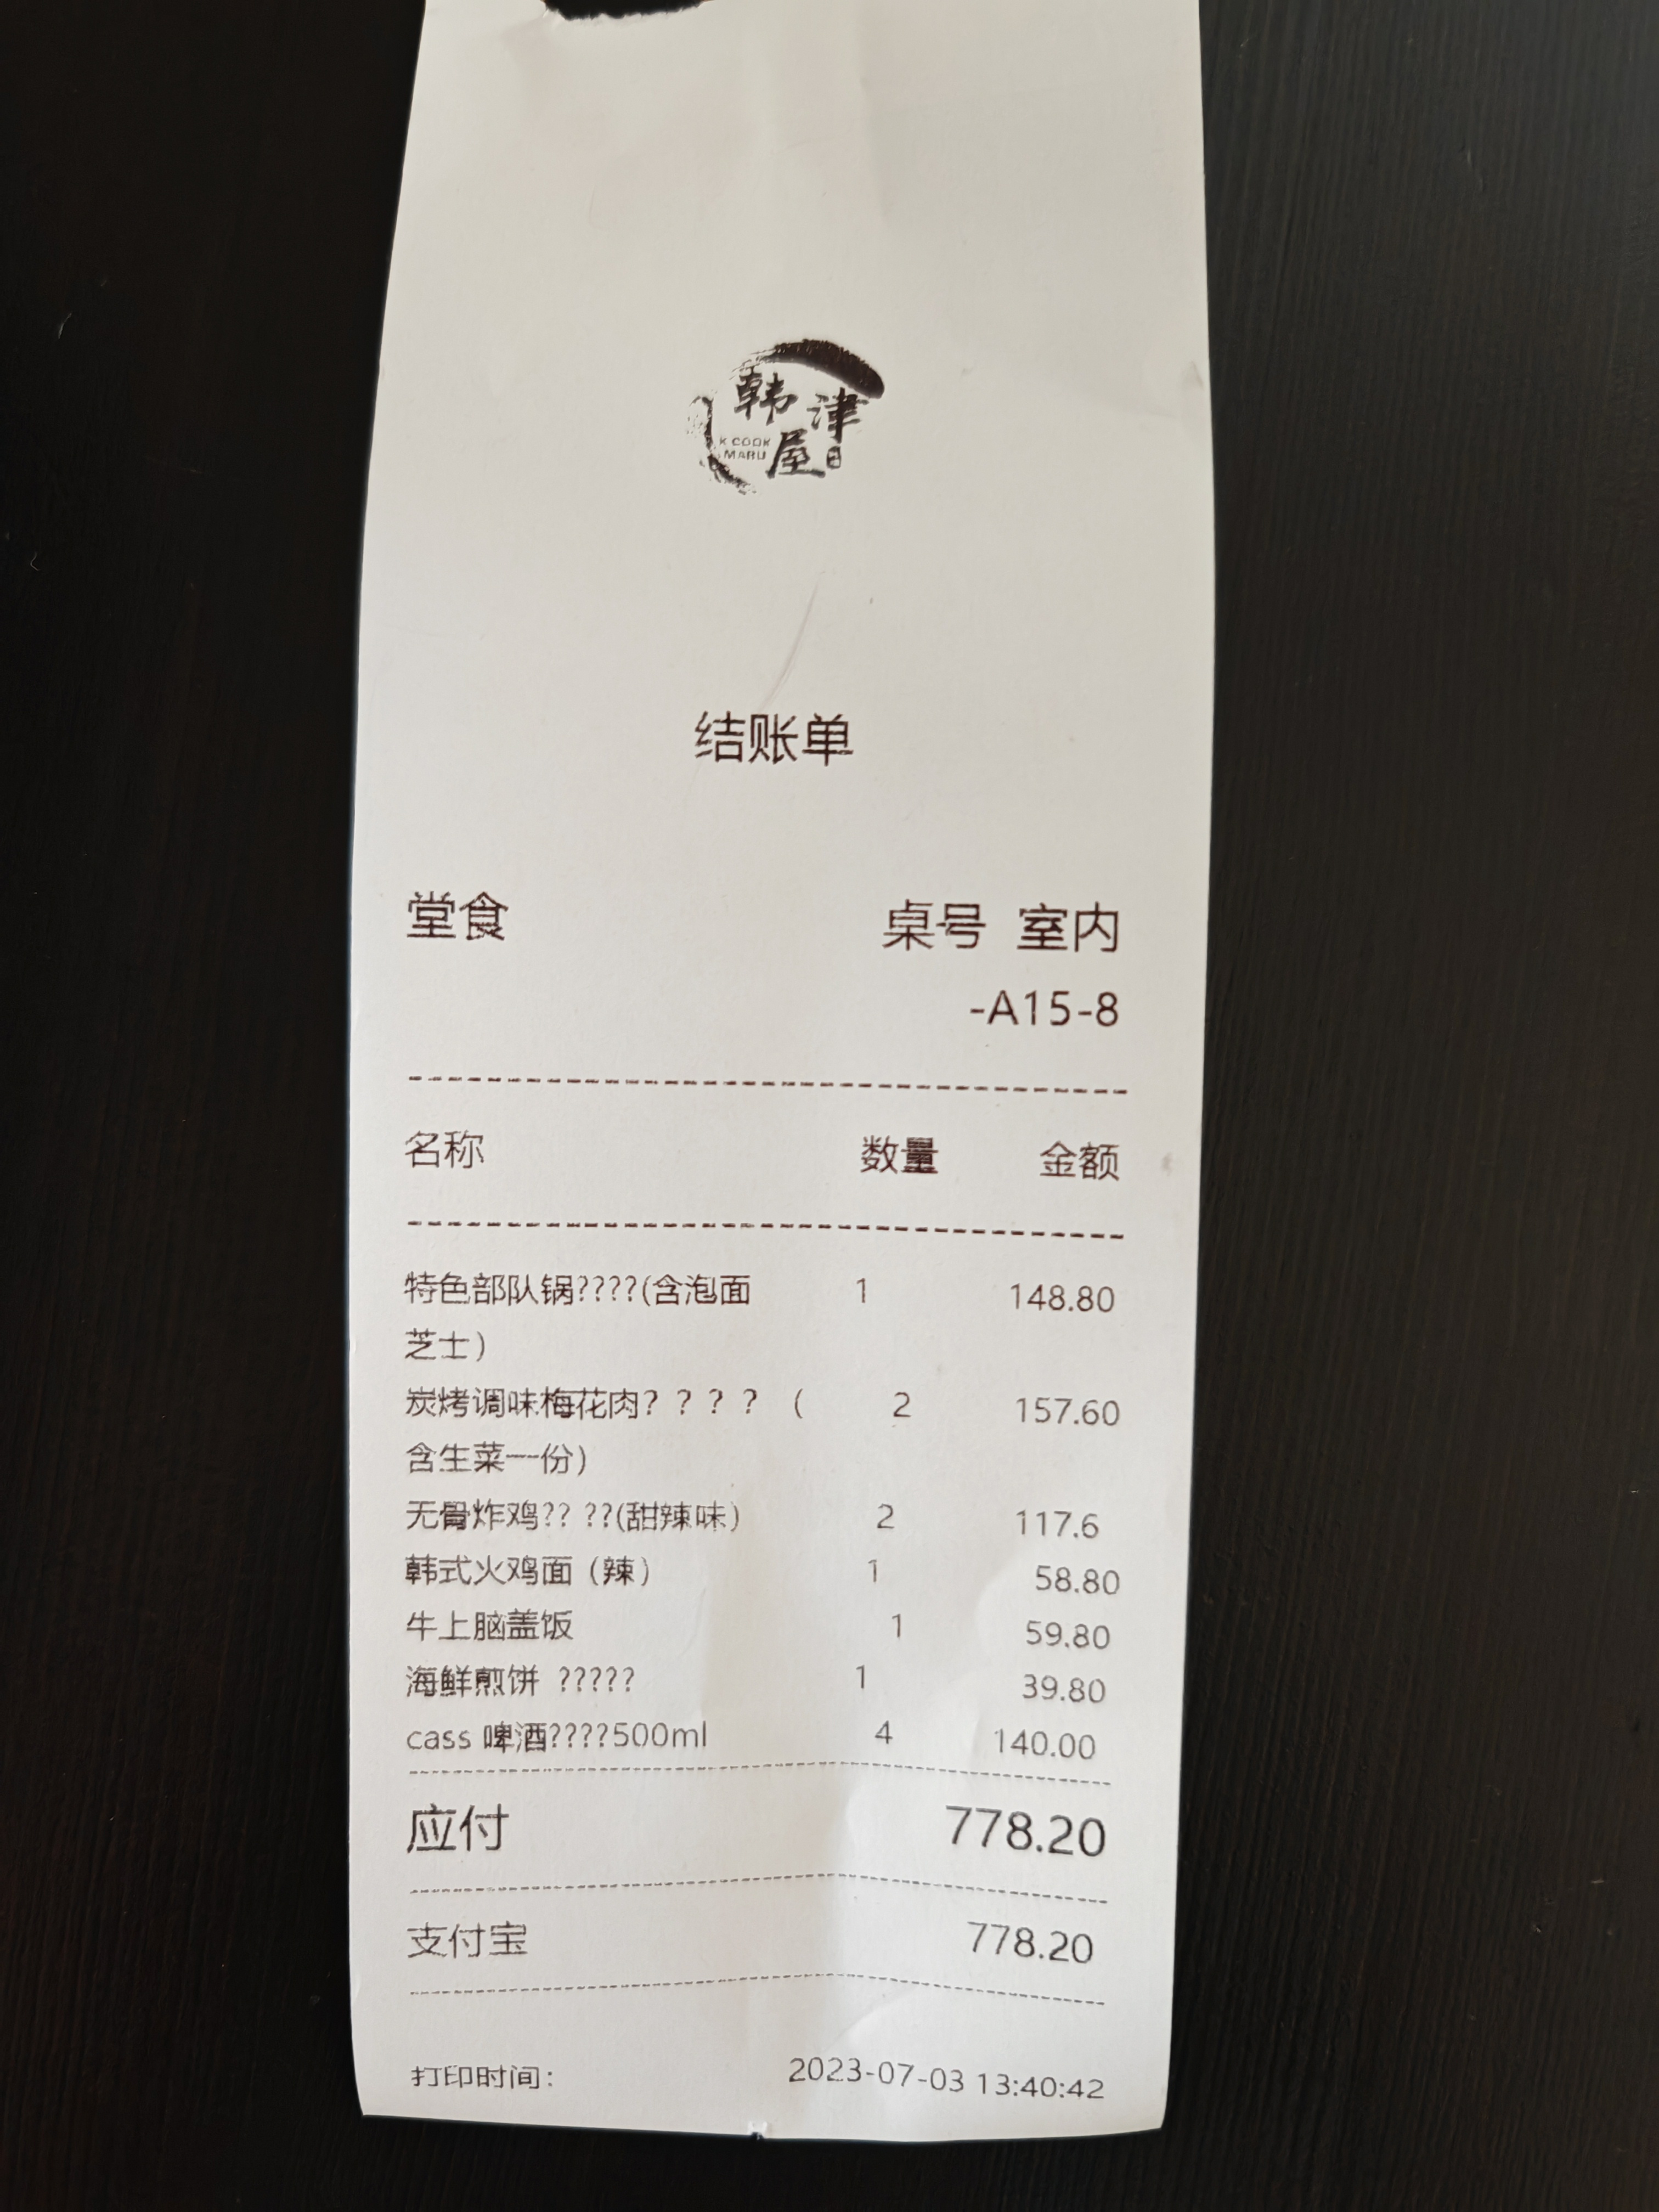 韩津
K COOK
MARU 屋
结账单
堂食 桌号 室内
-A15-8
名称 数量 金额
特色部队锅????(含泡面 1 148.80
芝士)
炭烤调味梅花肉？？？？（ 2 157.60
含生菜一份）
无骨炸鸡?? ??(甜辣味） 2 117.6
韩式火鸡面（辣） 1 58.80
牛上脑盖饭 1 59.80
海鲜煎饼 ????? 1 39.80
cass 啤酒????500ml 4 140.00
应付 778.20
支付宝 778.20
打印时间： 2023-07-03 13:40:42